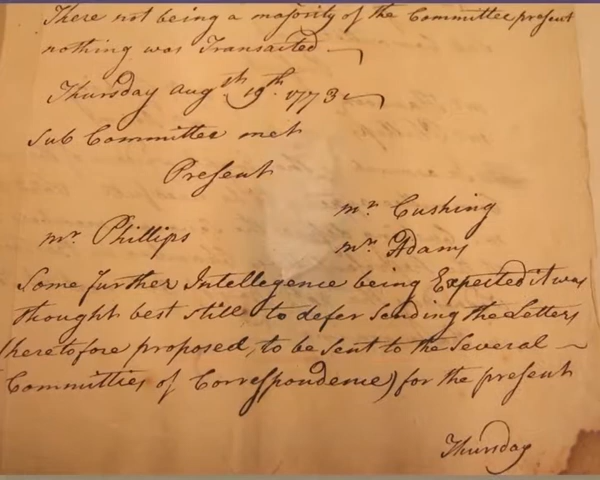 There not being a majority of the Committee present
nothing was Transacted
Thursday Augst. 19th. 1773
Sub Committee met
Present
Mr. Cushing
Mr. Phillips
Mr. Adams
Some further Intellegence being Expected it was
thought best still to defer sending the Letters
heretofore proposed, to be sent to the Several ~
Committies of Correspondence) for the present
Thursday